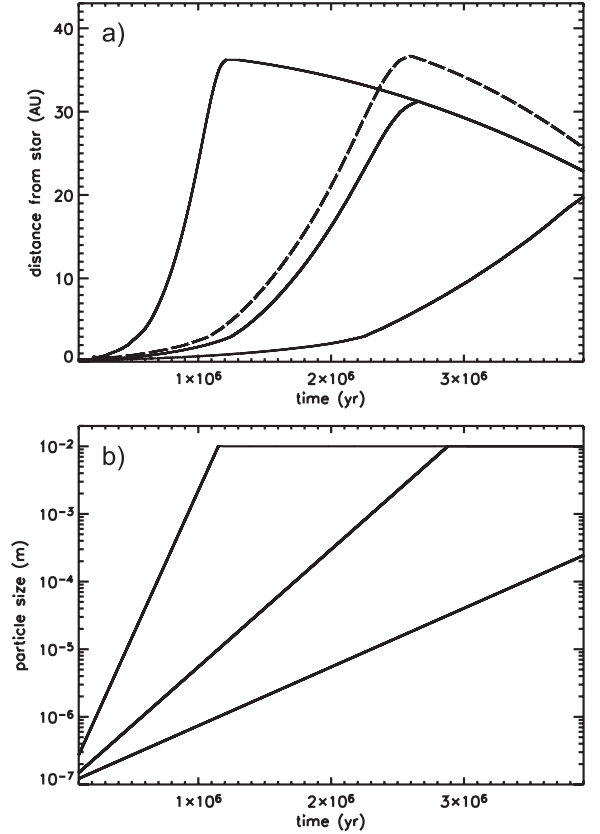 a)
40
30
20
10
0
distance from star (AU)
1×10⁶
2×10⁶
3×10⁶
time (yr)
b)
10⁻²
10⁻³
10⁻⁴
10⁻⁵
10⁻⁶
10⁻⁷
particle size (m)
1×10⁶
2×10⁶
3×10⁶
time (yr)